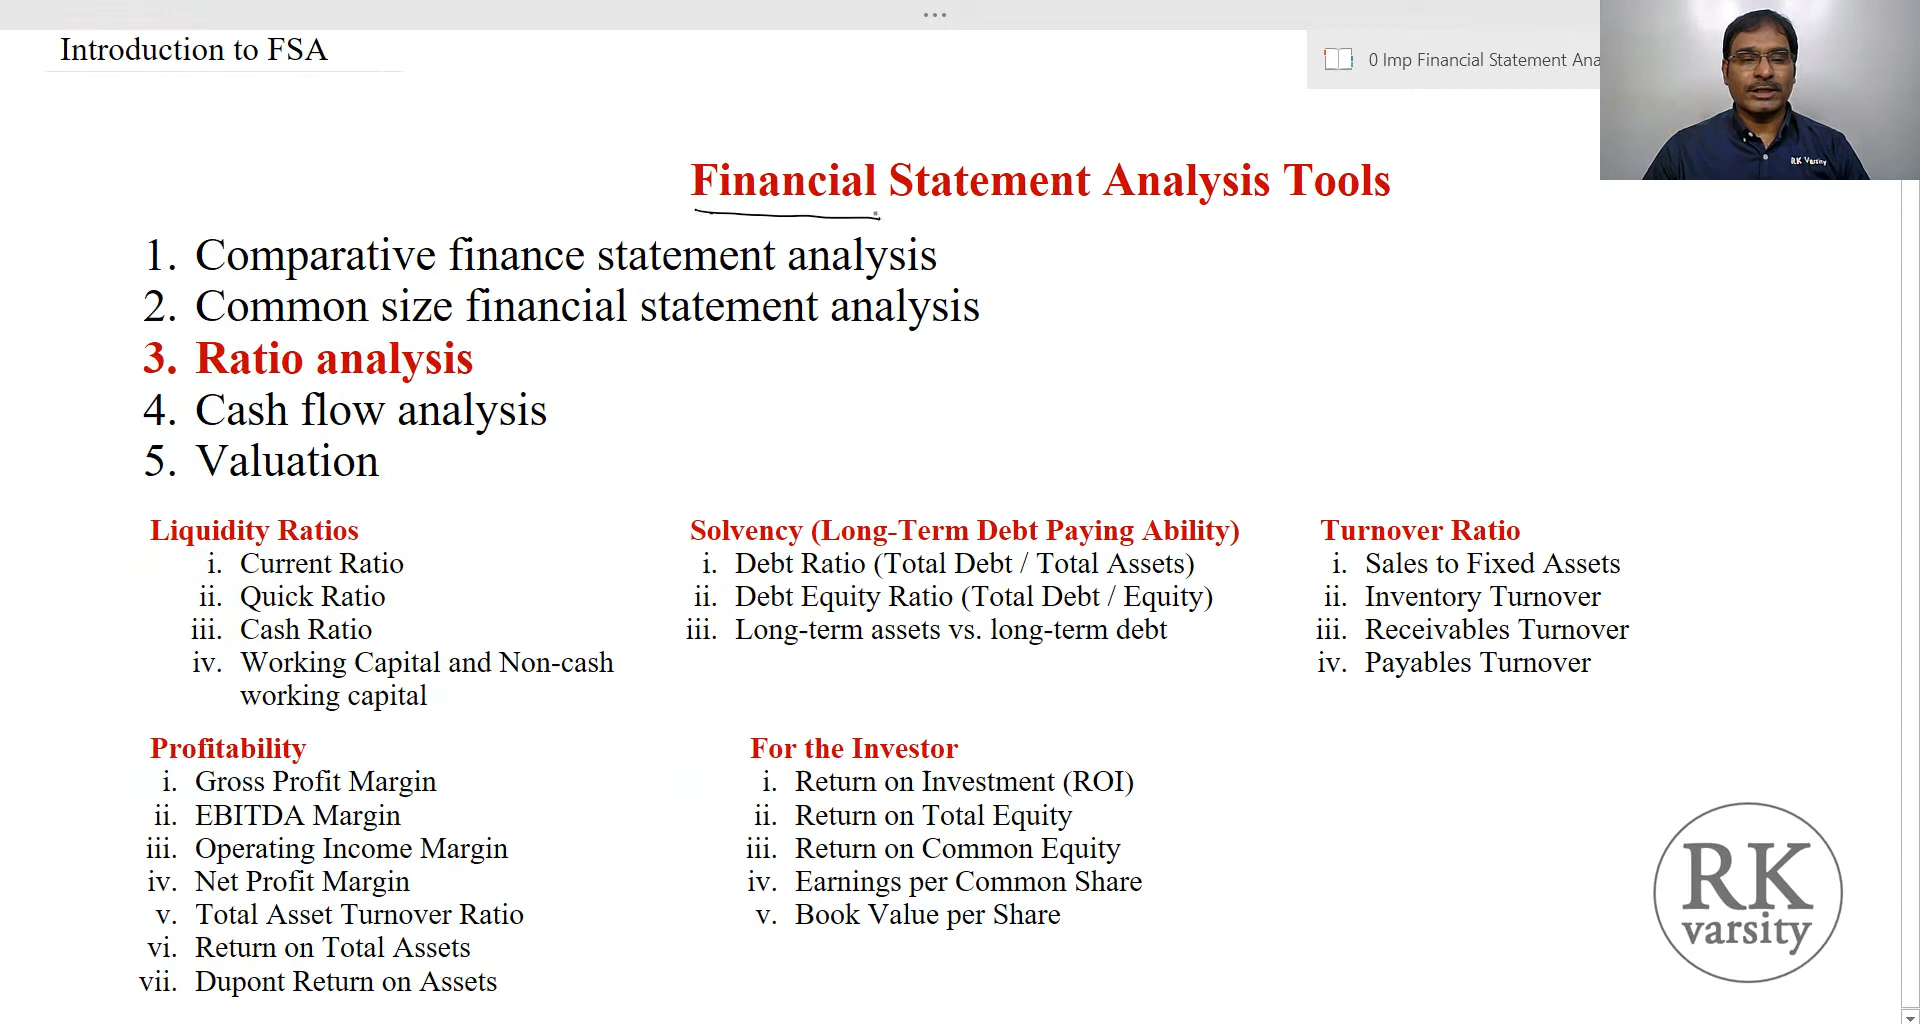 Introduction to FSA
0 Imp Financial Statement Ana
RK Varsity
Financial Statement Analysis Tools
1. Comparative finance statement analysis
2. Common size financial statement analysis
3. Ratio analysis
4. Cash flow analysis
5. Valuation
Liquidity Ratios
i. Current Ratio
ii. Quick Ratio
iii. Cash Ratio
iv. Working Capital and Non-cash
working capital
Solvency (Long-Term Debt Paying Ability)
i. Debt Ratio (Total Debt / Total Assets)
ii. Debt Equity Ratio (Total Debt / Equity)
iii. Long-term assets vs. long-term debt
Turnover Ratio
i. Sales to Fixed Assets
ii. Inventory Turnover
iii. Receivables Turnover
iv. Payables Turnover
Profitability
i. Gross Profit Margin
ii. EBITDA Margin
iii. Operating Income Margin
iv. Net Profit Margin
v. Total Asset Turnover Ratio
vi. Return on Total Assets
vii. Dupont Return on Assets
For the Investor
i. Return on Investment (ROI)
ii. Return on Total Equity
iii. Return on Common Equity
iv. Earnings per Common Share
v. Book Value per Share
RK
varsity